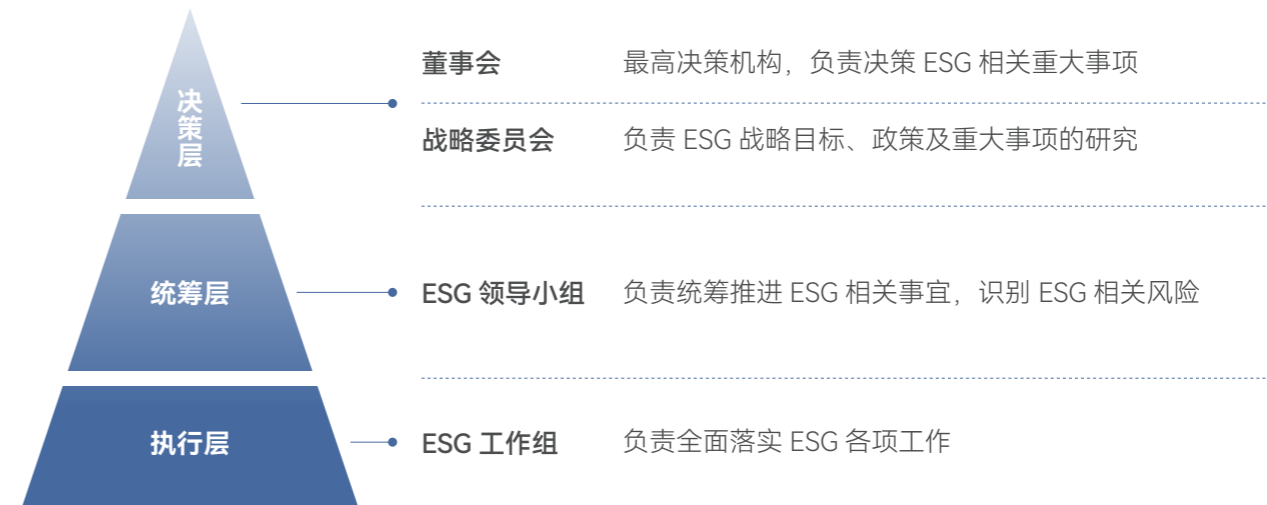 决策层
董事会 最高决策机构，负责决策 ESG 相关重大事项
战略委员会 负责 ESG 战略目标、政策及重大事项的研究
统筹层
ESG 领导小组 负责统筹推进 ESG 相关事宜，识别 ESG 相关风险
执行层
ESG 工作组 负责全面落实 ESG 各项工作